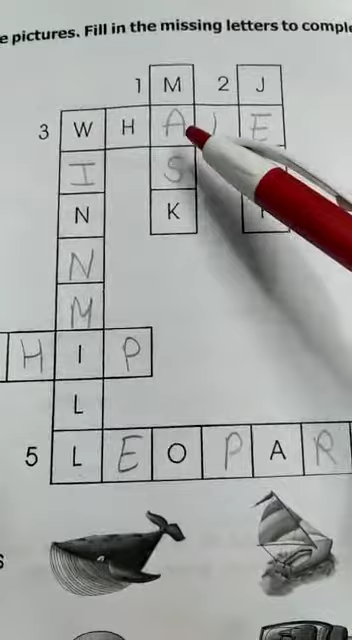 e pictures. Fill in the missing letters to comple
1 M 2 J
3 W H A L E
I S
N K
N
M
H I P
L
5 L E O P A R
s